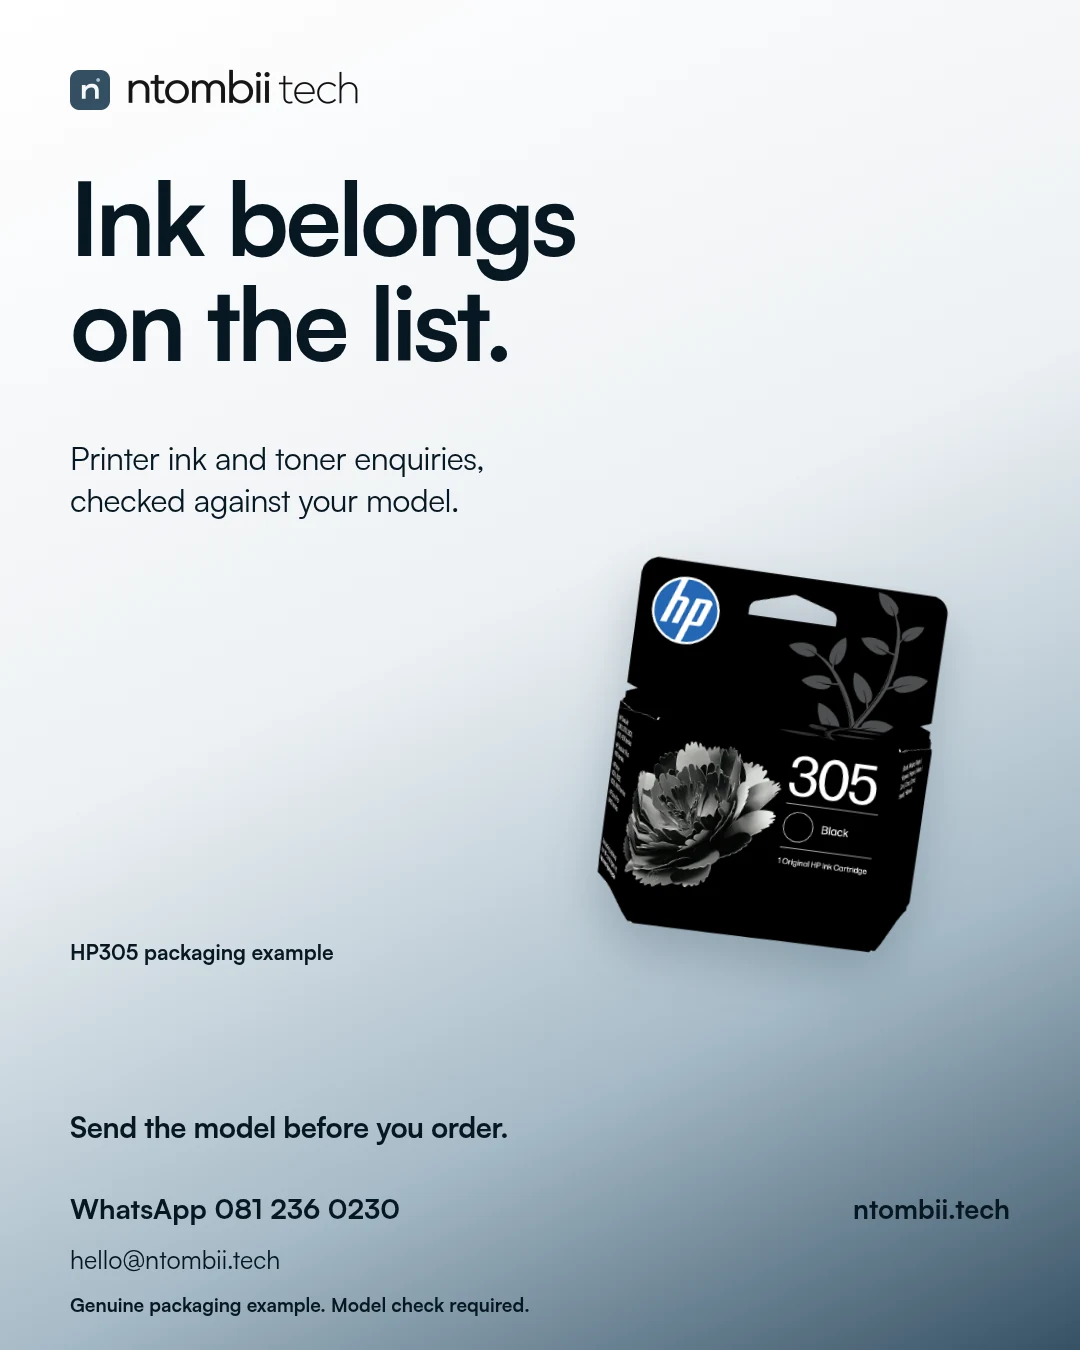 n
ntombii tech
Ink belongs
on the list.
Printer ink and toner enquiries,
checked against your model.
hp
305
Black
1 Original HP Ink Cartridge
HP305 packaging example
Send the model before you order.
WhatsApp 081 236 0230
ntombii.tech
hello@ntombii.tech
Genuine packaging example. Model check required.